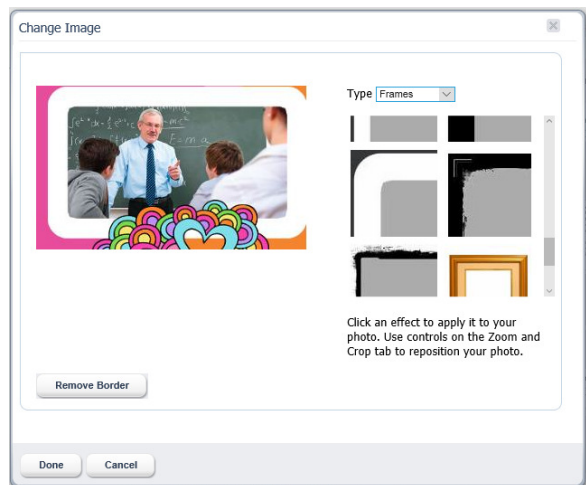 Change Image
Type Frames
F = m a
Click an effect to apply it to your
photo. Use controls on the Zoom and
Crop tab to reposition your photo.
Remove Border
Done Cancel